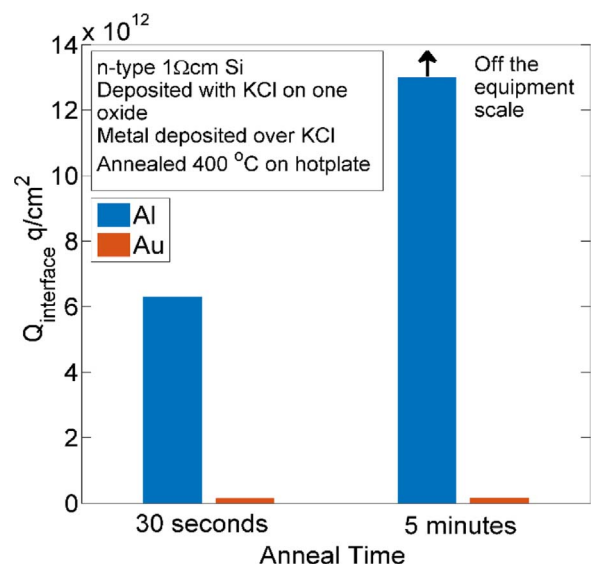 x 10^12
14
12
10
8
6
4
2
0
Q_interface q/cm^2
n-type 1Ωcm Si
Deposited with KCl on one
oxide
Metal deposited over KCl
Annealed 400 °C on hotplate
Al
Au
Off the
equipment
scale
30 seconds
5 minutes
Anneal Time